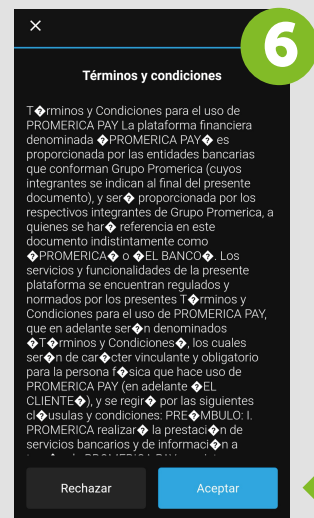 6
Términos y condiciones
T�rminos y Condiciones para el uso de
PROMERICA PAY La plataforma financiera
denominada �PROMERICA PAY� es
proporcionada por las entidades bancarias
que conforman Grupo Promerica (cuyos
integrantes se indican al final del presente
documento), y ser� proporcionada por los
respectivos integrantes de Grupo Promerica, a
quienes se har� referencia en este
documento indistintamente como
�PROMERICA� o �EL BANCO�. Los
servicios y funcionalidades de la presente
plataforma se encuentran regulados y
normados por los presentes T�rminos y
Condiciones para el uso de PROMERICA PAY,
que en adelante ser�n denominados
�T�rminos y Condiciones�, los cuales
ser�n de car�cter vinculante y obligatorio
para la persona f�sica que hace uso de
PROMERICA PAY (en adelante �EL
CLIENTE�), y se regir� por las siguientes
cl�usulas y condiciones: PRE�MBULO: I.
PROMERICA realizar� la prestaci�n de
servicios bancarios y de informaci�n a
Rechazar
Aceptar